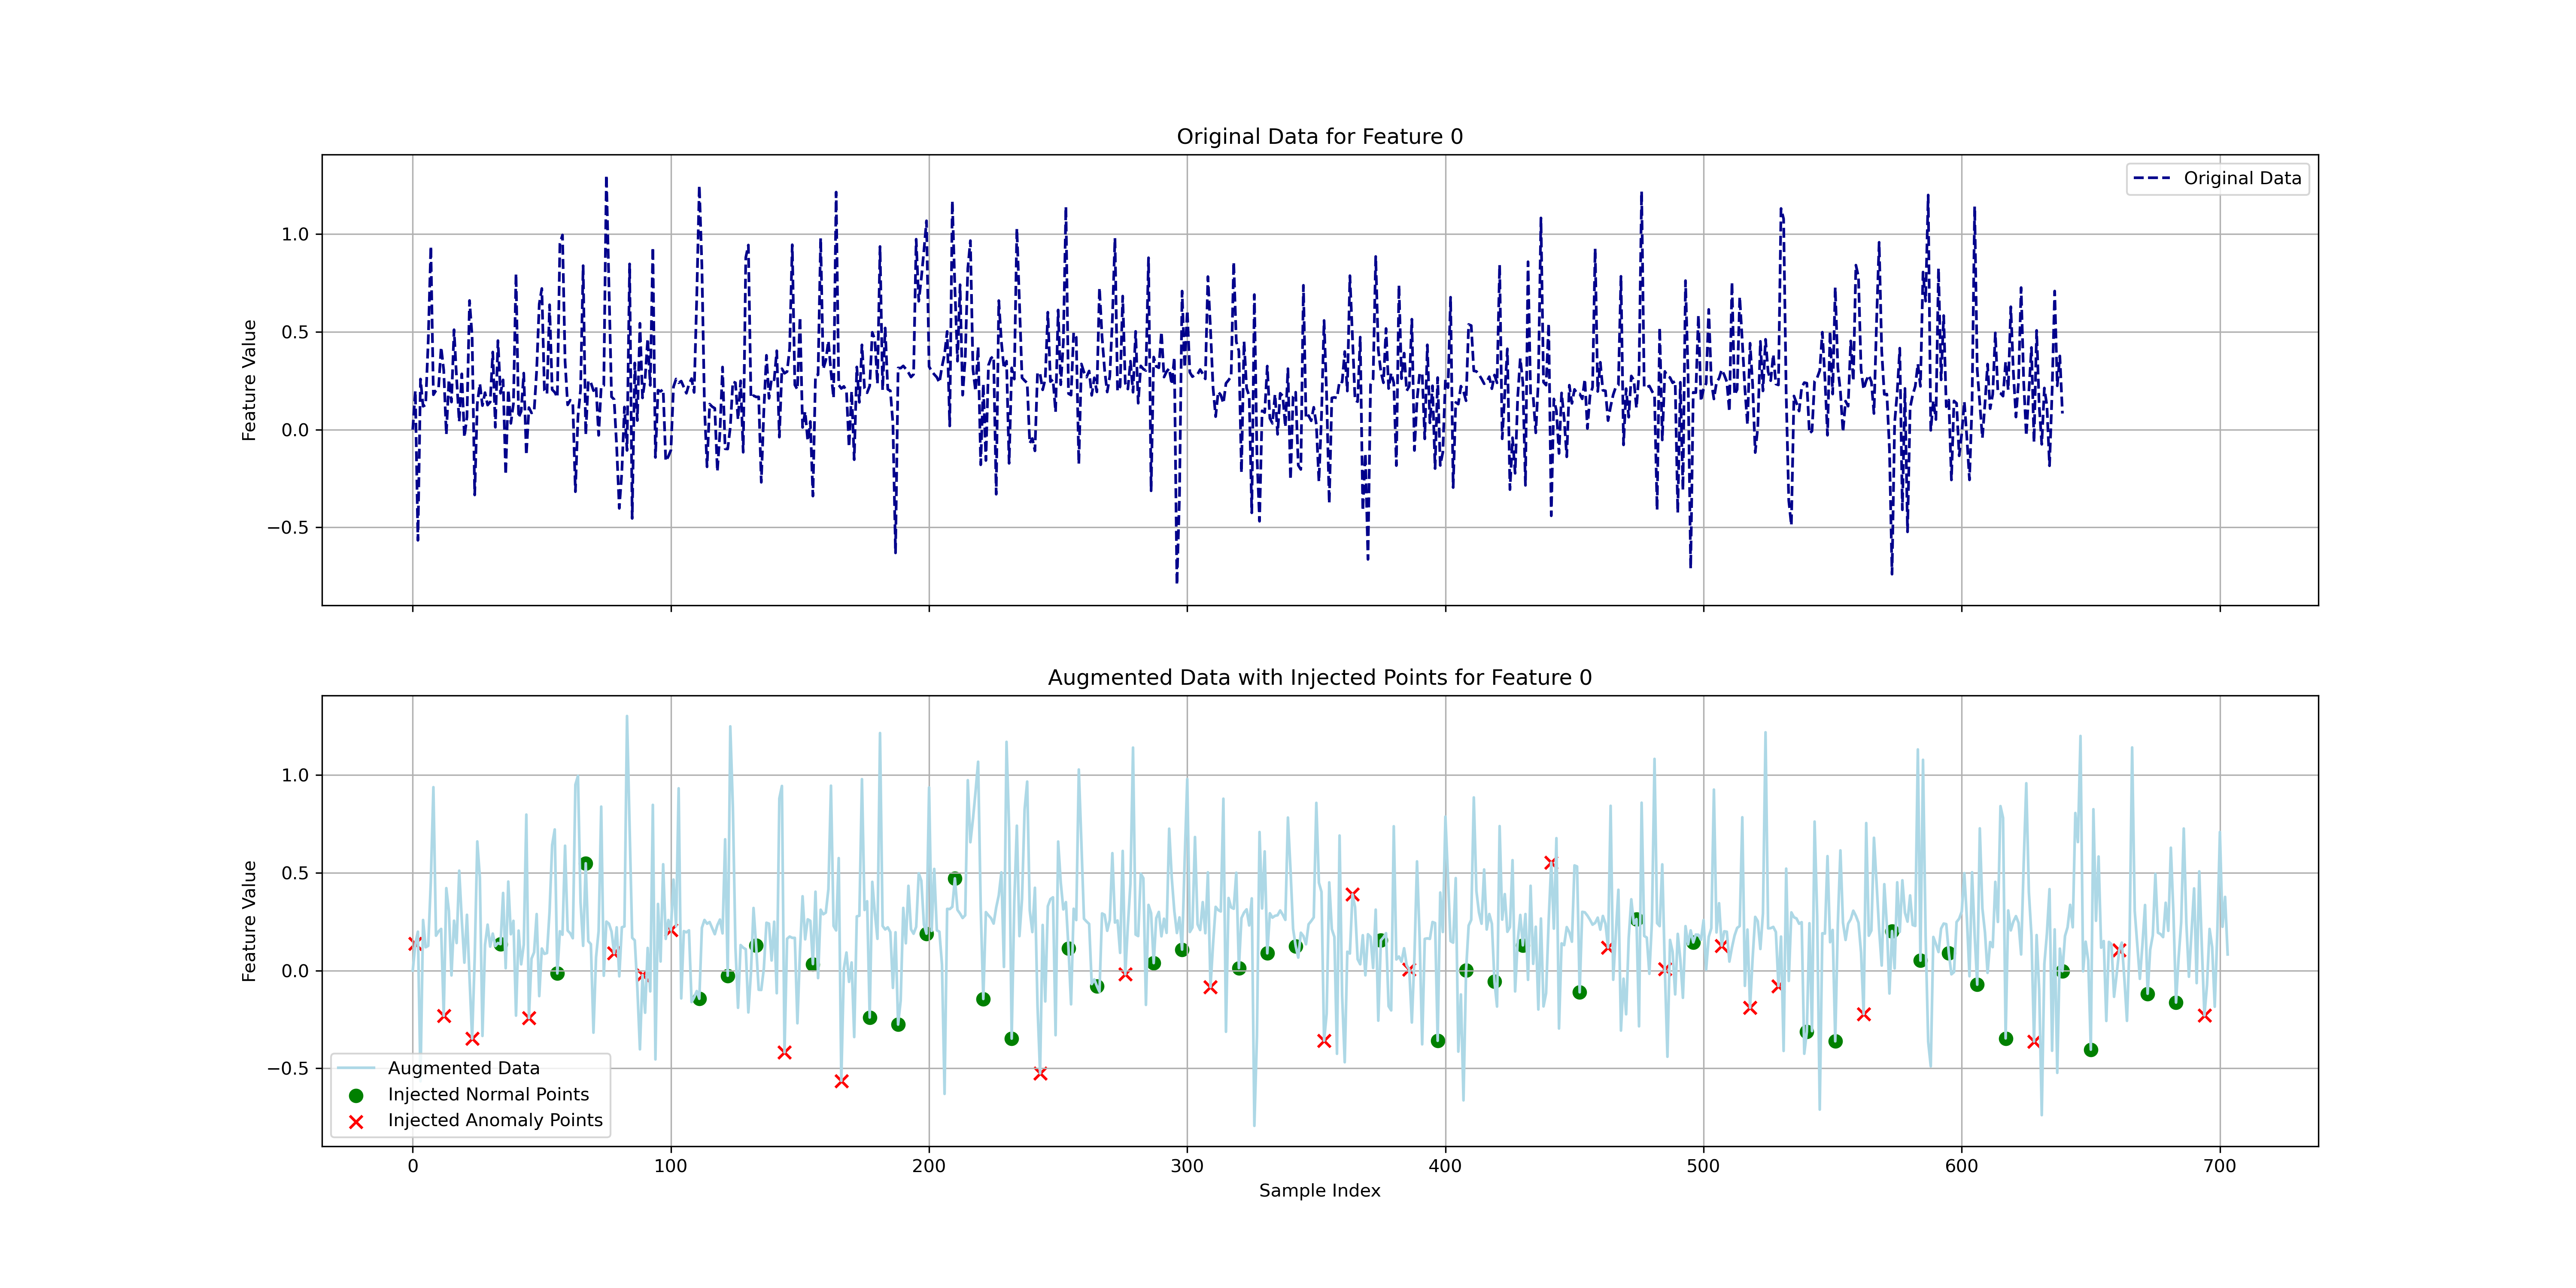 Original Data for Feature 0
Original Data
Feature Value
1.0
0.5
0.0
−0.5
Augmented Data with Injected Points for Feature 0
Feature Value
1.0
0.5
0.0
−0.5
Augmented Data
Injected Normal Points
Injected Anomaly Points
0 100 200 300 400 500 600 700
Sample Index